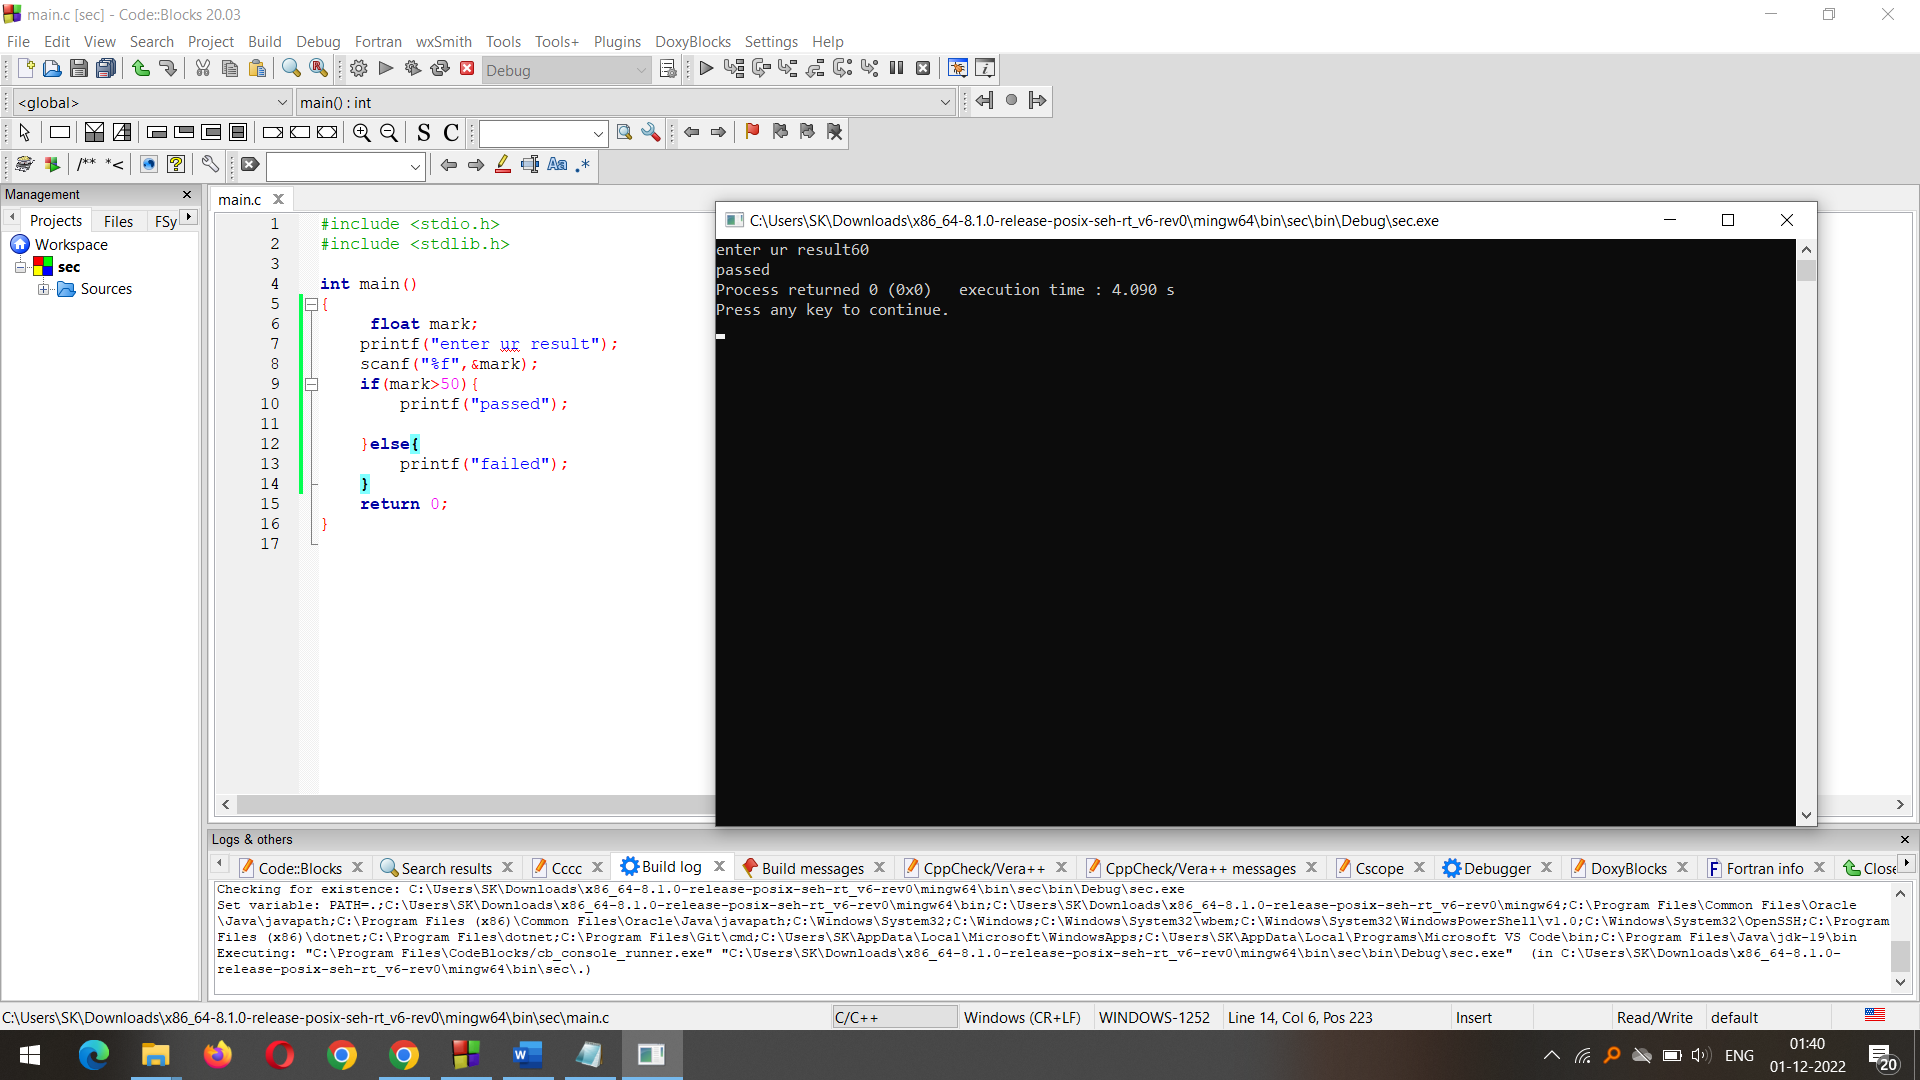 main.c [sec] - Code::Blocks 20.03
File Edit View Search Project Build Debug Fortran wxSmith Tools Tools+ Plugins DoxyBlocks Settings Help
Debug
<global> main() : int
S C
/** *< Aa .*
Management
Projects Files FSy
Workspace
sec
Sources
main.c
1 #include <stdio.h>
2 #include <stdlib.h>
3
4 int main()
5 {
6 float mark;
7 printf("enter ur result");
8 scanf("%f",&mark);
9 if(mark>50){
10 printf("passed");
11
12 }else{
13 printf("failed");
14 }
15 return 0;
16 }
17
C:\Users\SK\Downloads\x86_64-8.1.0-release-posix-seh-rt_v6-rev0\mingw64\bin\sec\bin\Debug\sec.exe
enter ur result60
passed
Process returned 0 (0x0) execution time : 4.090 s
Press any key to continue.
Logs & others
Code::Blocks Search results Cccc Build log Build messages CppCheck/Vera++ CppCheck/Vera++ messages Cscope Debugger DoxyBlocks Fortran info Close
Checking for existence: C:\Users\SK\Downloads\x86_64-8.1.0-release-posix-seh-rt_v6-rev0\mingw64\bin\sec\bin\Debug\sec.exe
Set variable: PATH=.;C:\Users\SK\Downloads\x86_64-8.1.0-release-posix-seh-rt_v6-rev0\mingw64\bin;C:\Users\SK\Downloads\x86_64-8.1.0-release-posix-seh-rt_v6-rev0\mingw64;C:\Program Files\Common Files\Oracle
\Java\javapath;C:\Program Files (x86)\Common Files\Oracle\Java\javapath;C:\Windows\System32;C:\Windows;C:\Windows\System32\wbem;C:\Windows\System32\WindowsPowerShell\v1.0;C:\Windows\System32\OpenSSH;C:\Program
Files (x86)\dotnet;C:\Program Files\dotnet;C:\Program Files\Git\cmd;C:\Users\SK\AppData\Local\Microsoft\WindowsApps;C:\Users\SK\AppData\Local\Programs\Microsoft VS Code\bin;C:\Program Files\Java\jdk-19\bin
Executing: "C:\Program Files\CodeBlocks/cb_console_runner.exe" "C:\Users\SK\Downloads\x86_64-8.1.0-release-posix-seh-rt_v6-rev0\mingw64\bin\sec\bin\Debug\sec.exe" (in C:\Users\SK\Downloads\x86_64-8.1.0-
release-posix-seh-rt_v6-rev0\mingw64\bin\sec\.)
C:\Users\SK\Downloads\x86_64-8.1.0-release-posix-seh-rt_v6-rev0\mingw64\bin\sec\main.c C/C++ Windows (CR+LF) WINDOWS-1252 Line 14, Col 6, Pos 223 Insert Read/Write default
ENG
01:40
01-12-2022
20